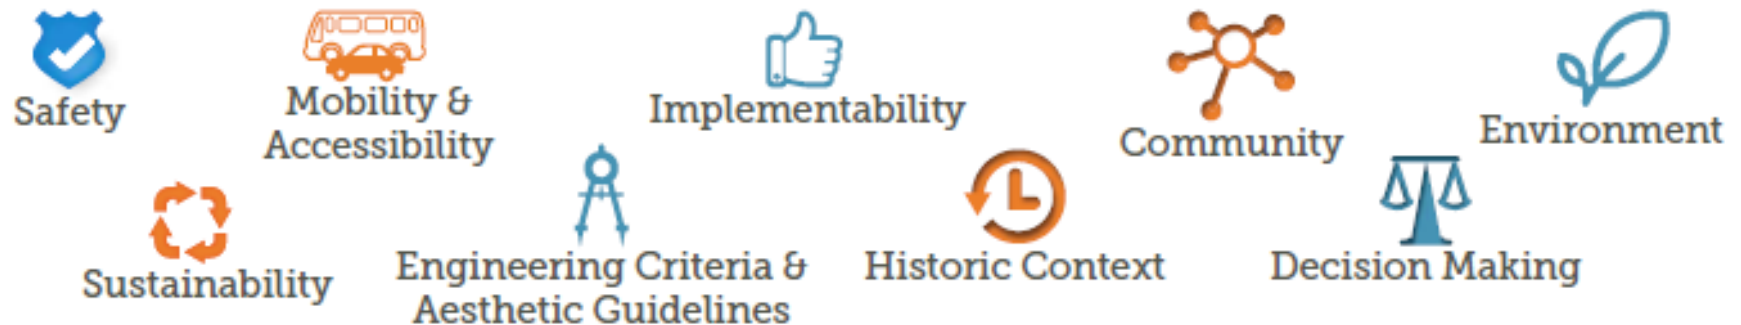 Safety
Mobility &
Accessibility
Implementability
Community
Environment
Sustainability
Engineering Criteria &
Aesthetic Guidelines
Historic Context
Decision Making